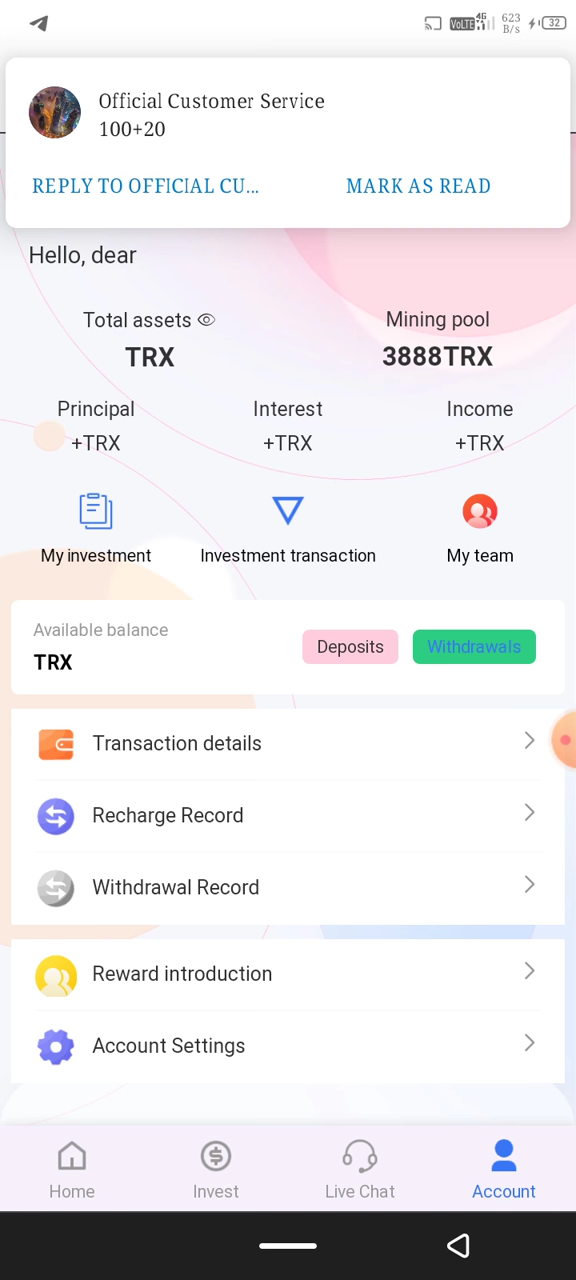 VoLTE 4G 623 B/s 32
Official Customer Service
100+20
REPLY TO OFFICIAL CU... MARK AS READ
Hello, dear
Total assets Mining pool
TRX 3888TRX
Principal Interest Income
+TRX +TRX +TRX
My investment Investment transaction My team
Available balance
TRX
Deposits Withdrawals
Transaction details
Recharge Record
Withdrawal Record
Reward introduction
Account Settings
Home Invest Live Chat Account